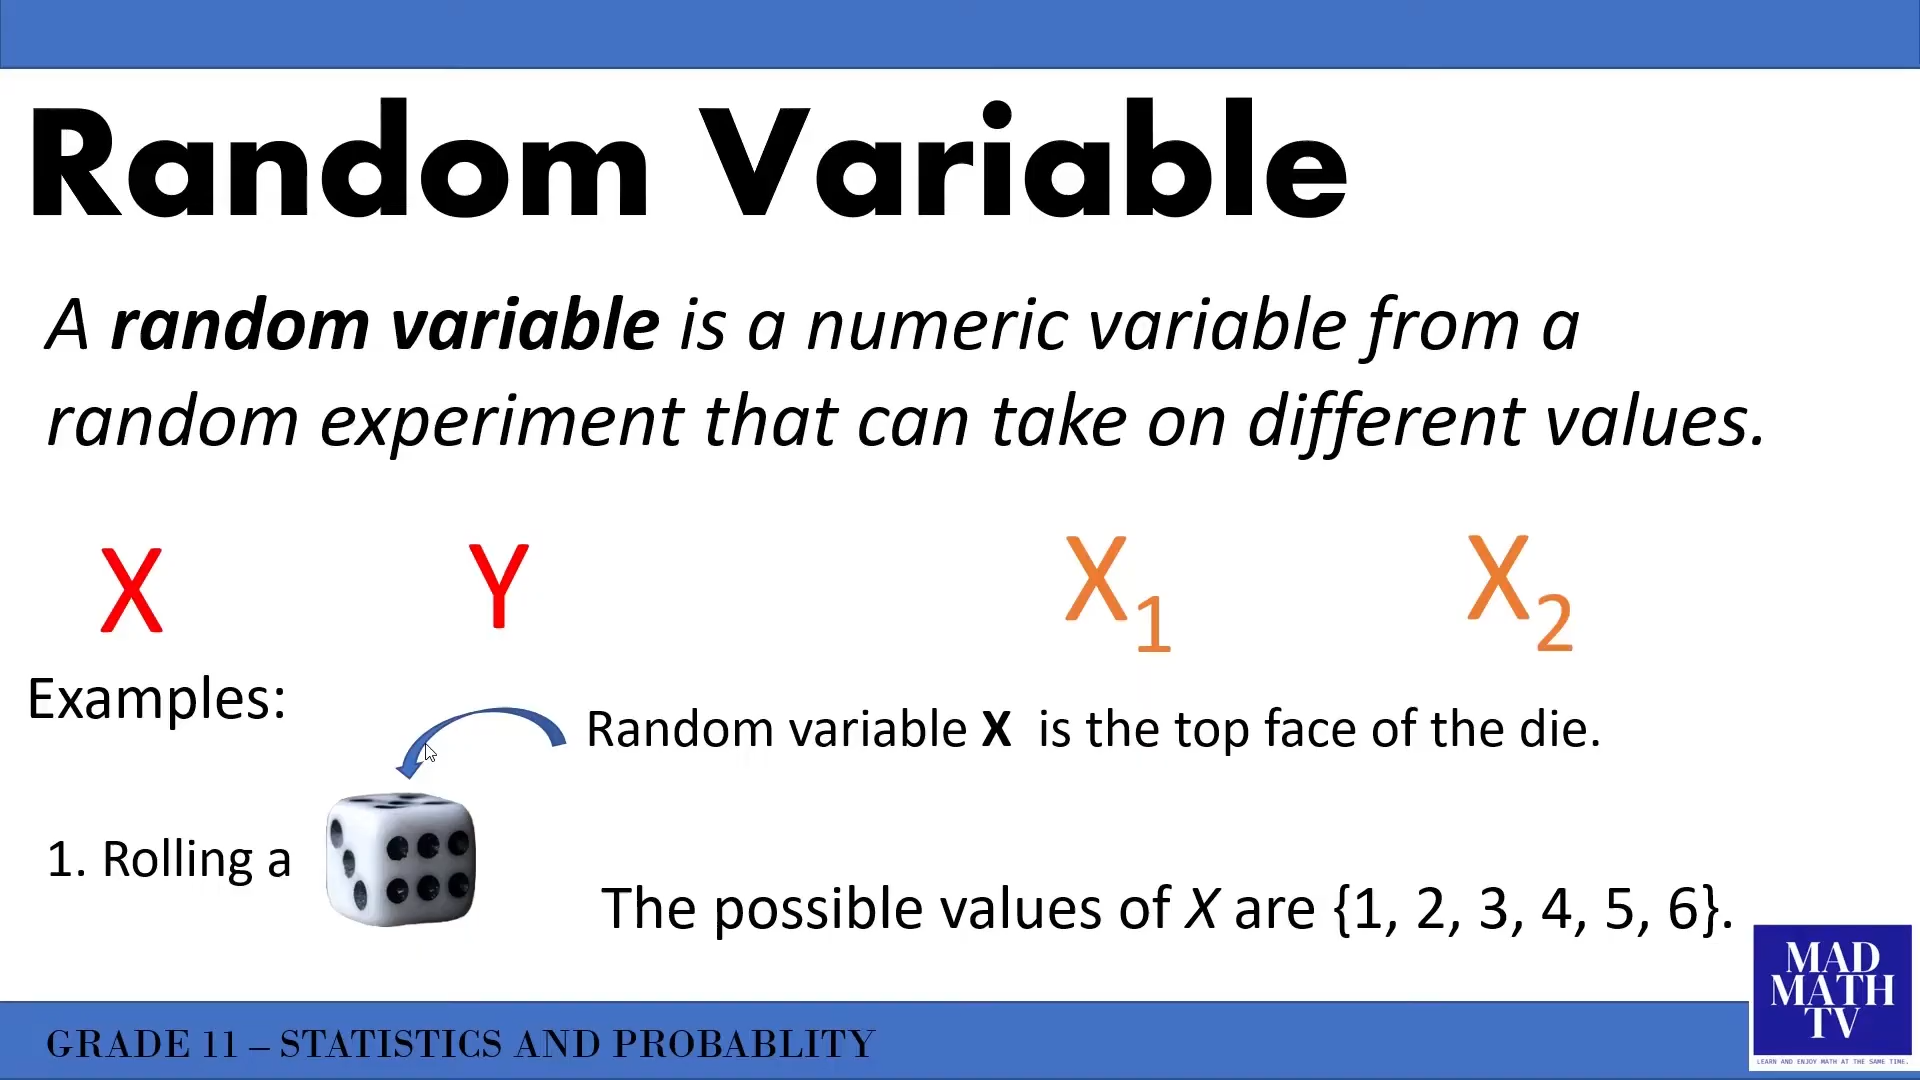 Random Variable
A random variable is a numeric variable from a
random experiment that can take on different values.
X Y X₁ X₂
Examples:
Random variable X is the top face of the die.
1. Rolling a
The possible values of X are {1, 2, 3, 4, 5, 6}.
MAD
MATH
TV
LEARN AND ENJOY MATH AT THE SAME TIME.
GRADE 11 – STATISTICS AND PROBABLITY